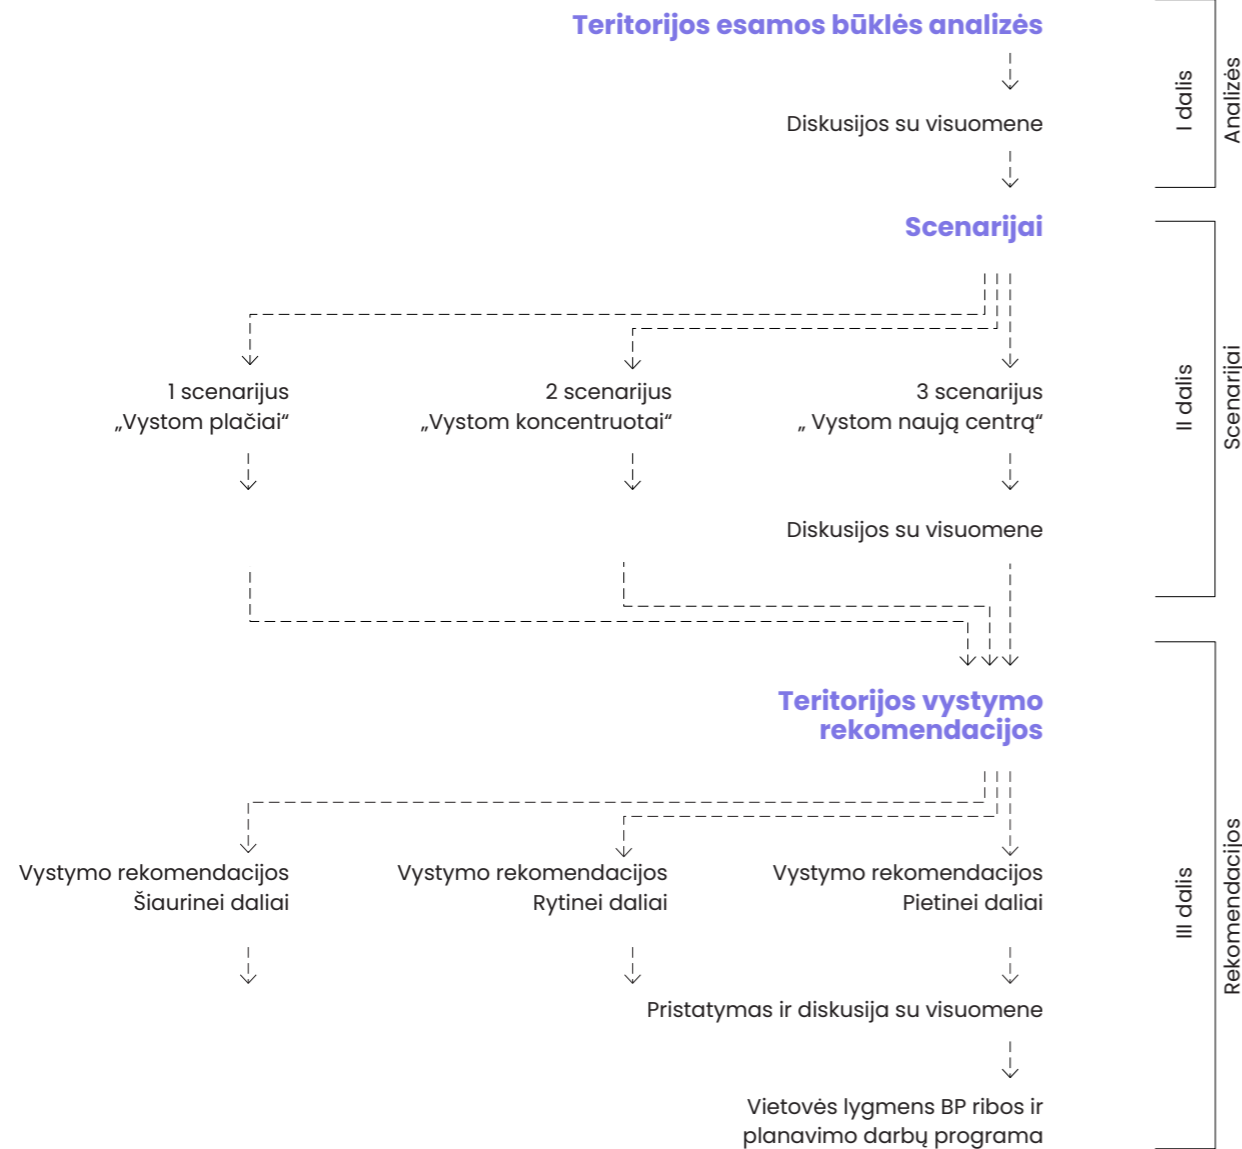 Teritorijos esamos būklės analizės
Diskusijos su visuomene
I dalis
Analizės
Scenarijai
1 scenarijus
„Vystom plačiai“
2 scenarijus
„Vystom koncentruotai“
3 scenarijus
„ Vystom naują centrą“
Diskusijos su visuomene
II dalis
Scenarijai
Teritorijos vystymo
rekomendacijos
Vystymo rekomendacijos
Šiaurinei daliai
Vystymo rekomendacijos
Rytinei daliai
Vystymo rekomendacijos
Pietinei daliai
Pristatymas ir diskusija su visuomene
Vietovės lygmens BP ribos ir
planavimo darbų programa
III dalis
Rekomendacijos